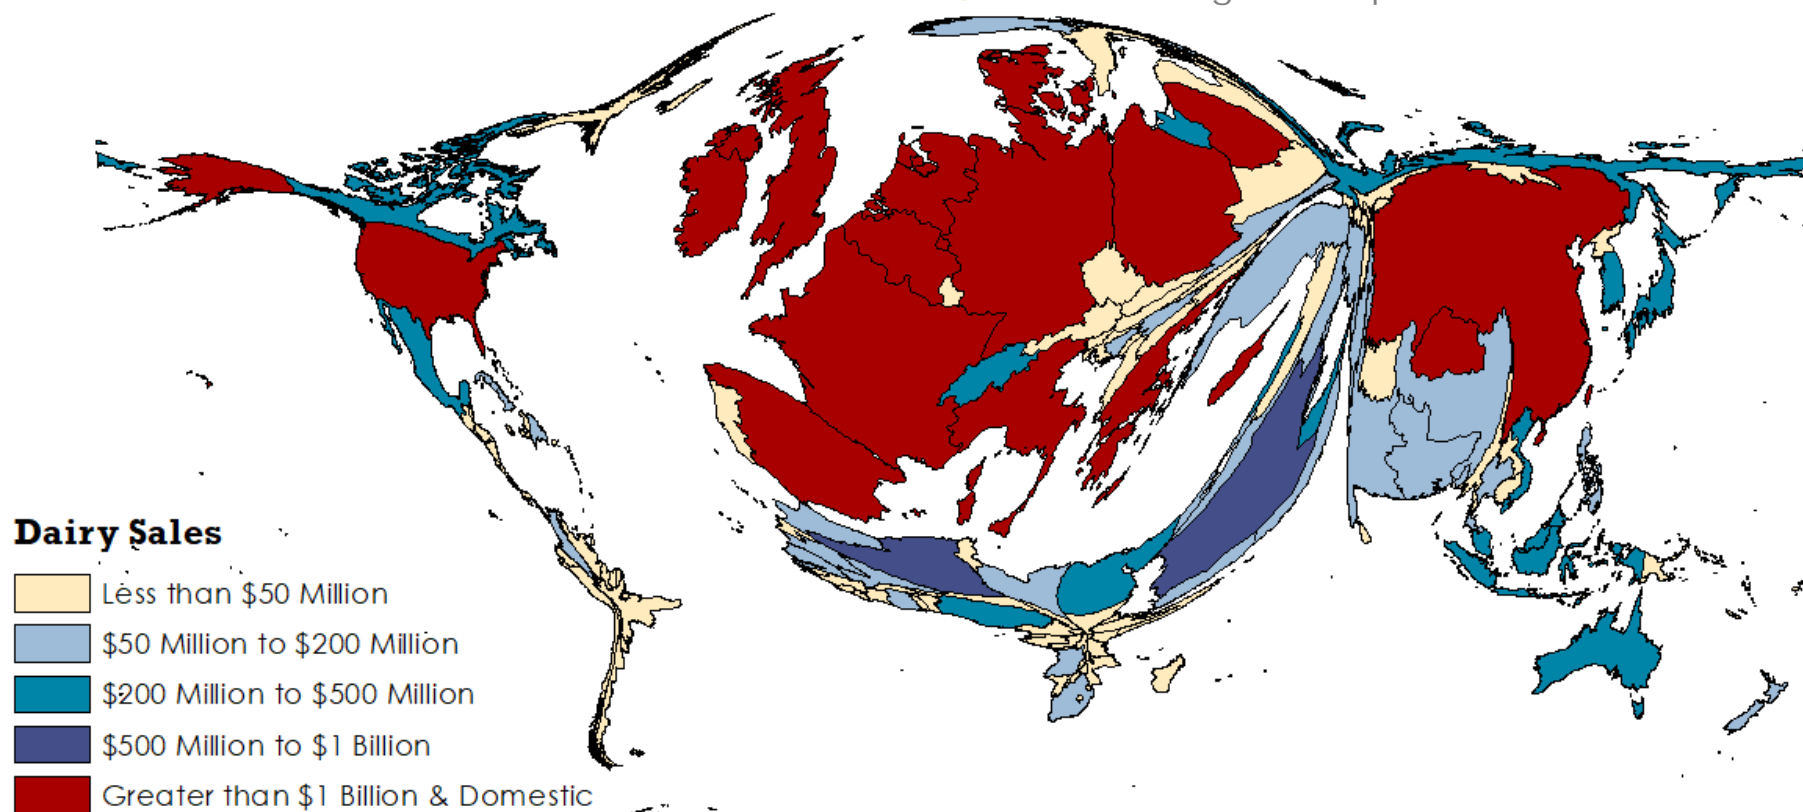 Dairy Sales
Less than $50 Million
$50 Million to $200 Million
$200 Million to $500 Million
$500 Million to $1 Billion
Greater than $1 Billion & Domestic